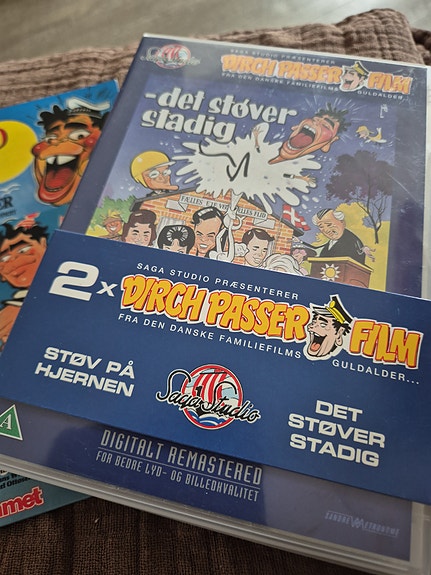 SAGA STUDIO PRÆSENTERER
DIRCH PASSER FILM
FRA DEN DANSKE FAMILIEFILMS GULDALDER...
-det støver
stadig
FÆLLES
SAGA STUDIO PRÆSENTERER
2x DIRCH PASSER FILM
FRA DEN DANSKE FAMILIEFILMS GULDALDER...
STØV PÅ
HJERNEN
Saga Studio
DET
STØVER
STADIG
DIGITALT REMASTERED
FOR BEDRE LYD- OG BILLEDKVALITET
A